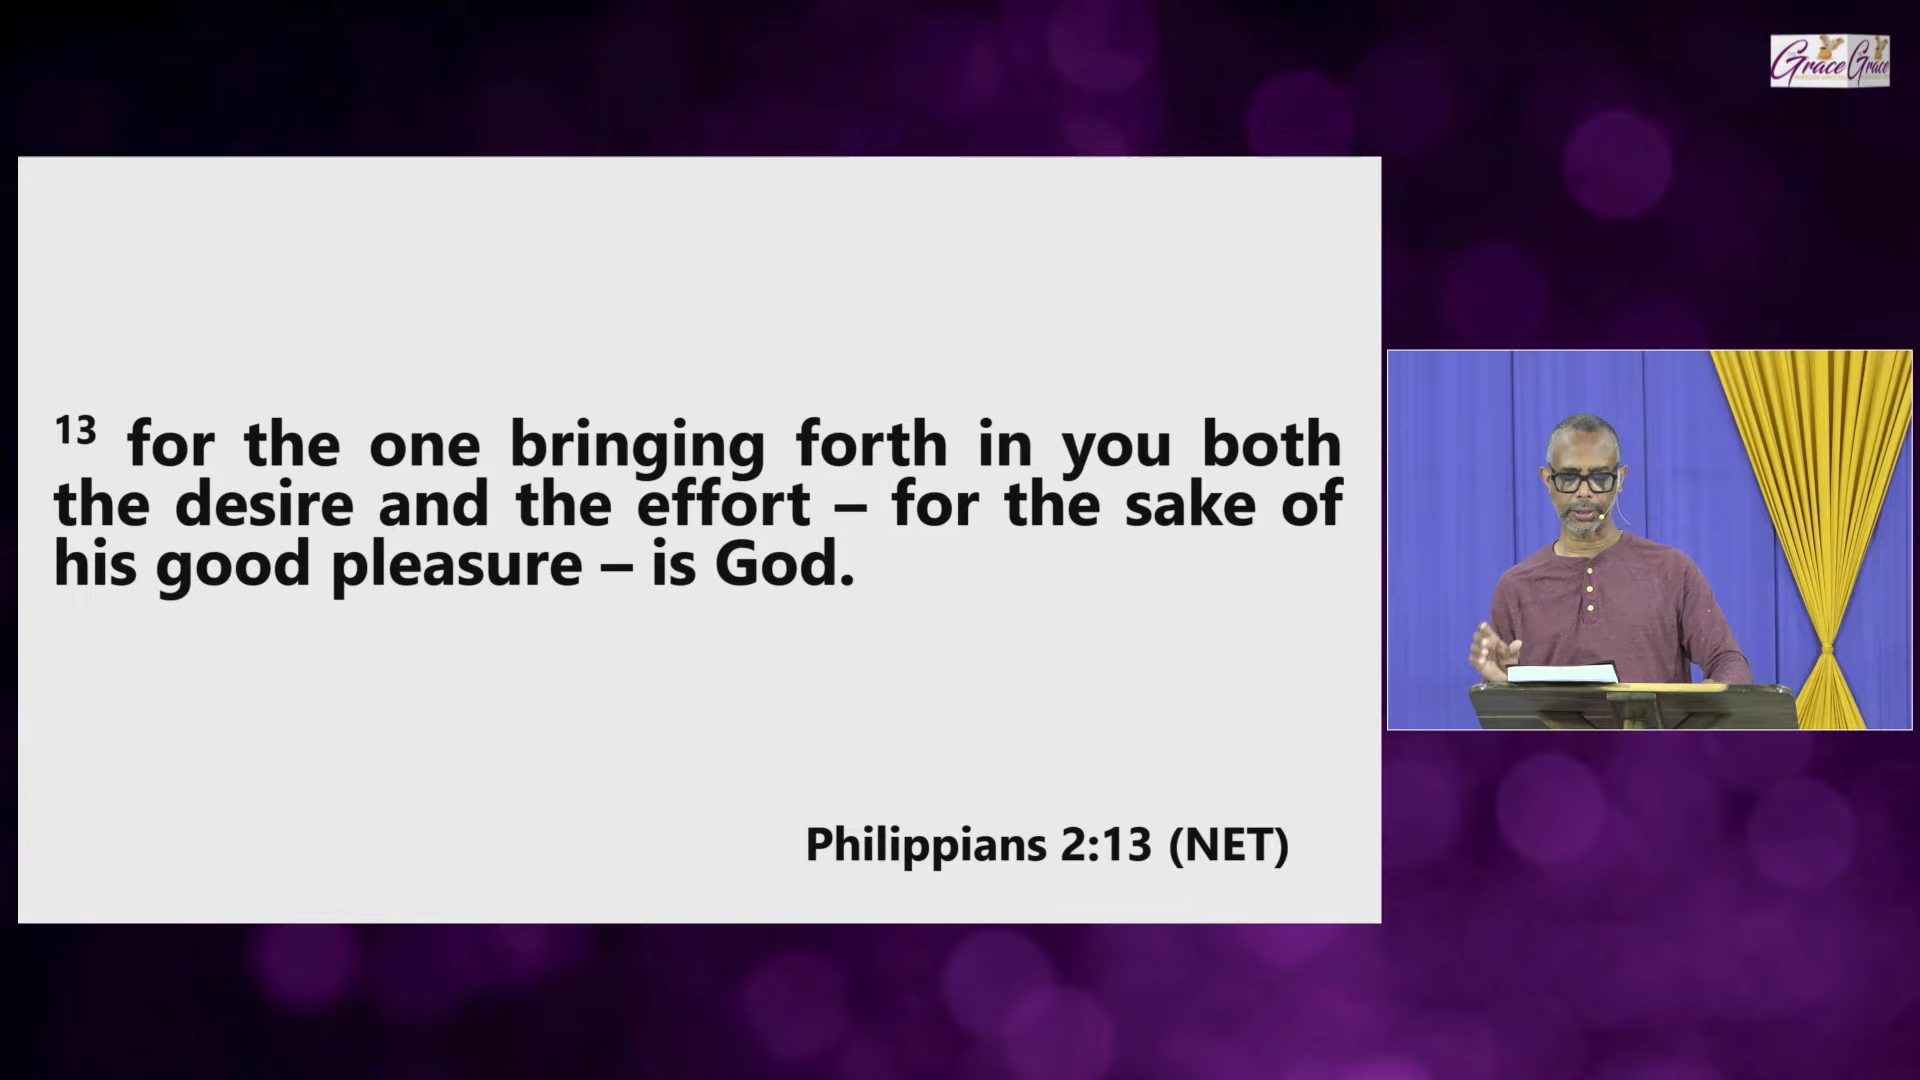 Grace Grace
13 for the one bringing forth in you both
the desire and the effort – for the sake of
his good pleasure – is God.
Philippians 2:13 (NET)